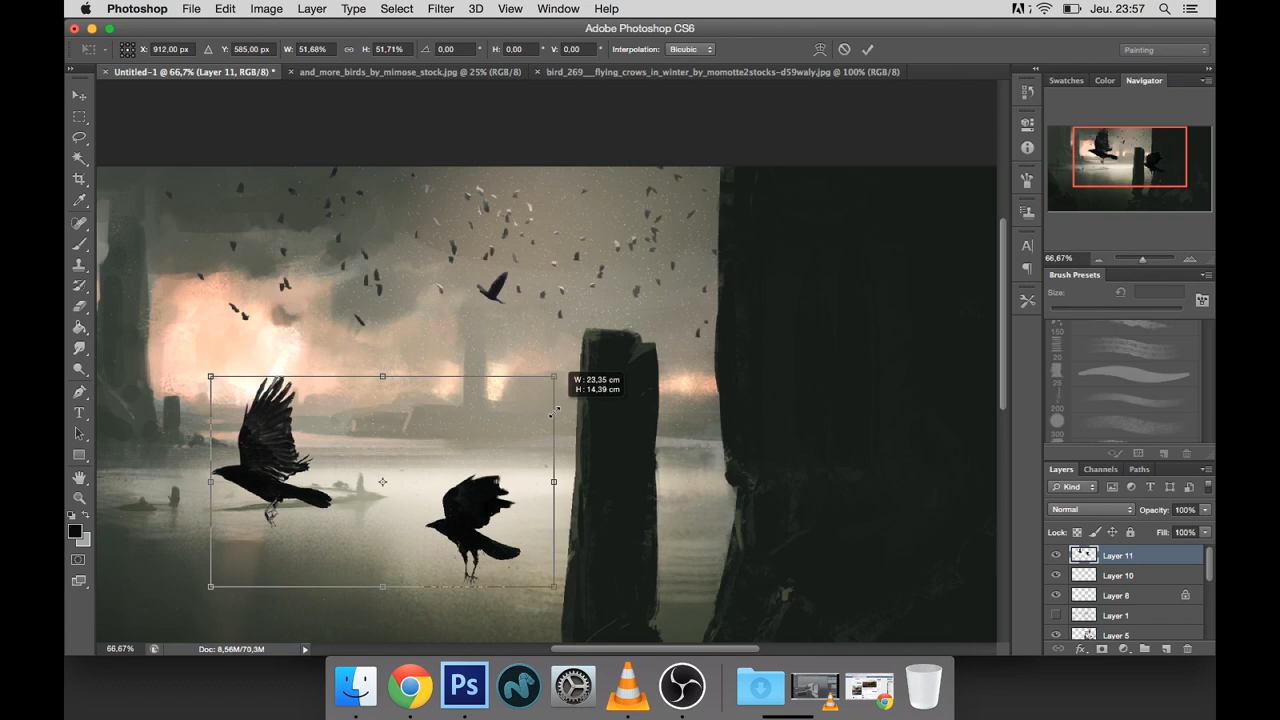 Photoshop File Edit Image Layer Type Select Filter 3D View Window Help
Jeu. 23:57
Adobe Photoshop CS6
X: 912,00 px Y: 585,00 px W: 51,68% H: 51,71% 0,00 ° H: 0,00 ° V: 0,00 ° Interpolation: Bicubic Painting
Untitled-1 @ 66,7% (Layer 11, RGB/8) * and_more_birds_by_mimose_stock.jpg @ 25% (RGB/8) bird_269__flying_crows_in_winter_by_momotte2stocks-d59waly.jpg @ 100% (RGB/8)
Swatches Color Navigator
66,67%
Brush Presets
Size:
150
20
200
300
W : 23,35 cm
H : 14,39 cm
Layers Channels Paths
Kind
Normal Opacity: 100%
Lock: Fill: 100%
Layer 11
Layer 10
Layer 8
Layer 1
Layer 5
66,67% Doc: 8,56M/70,3M
Ps